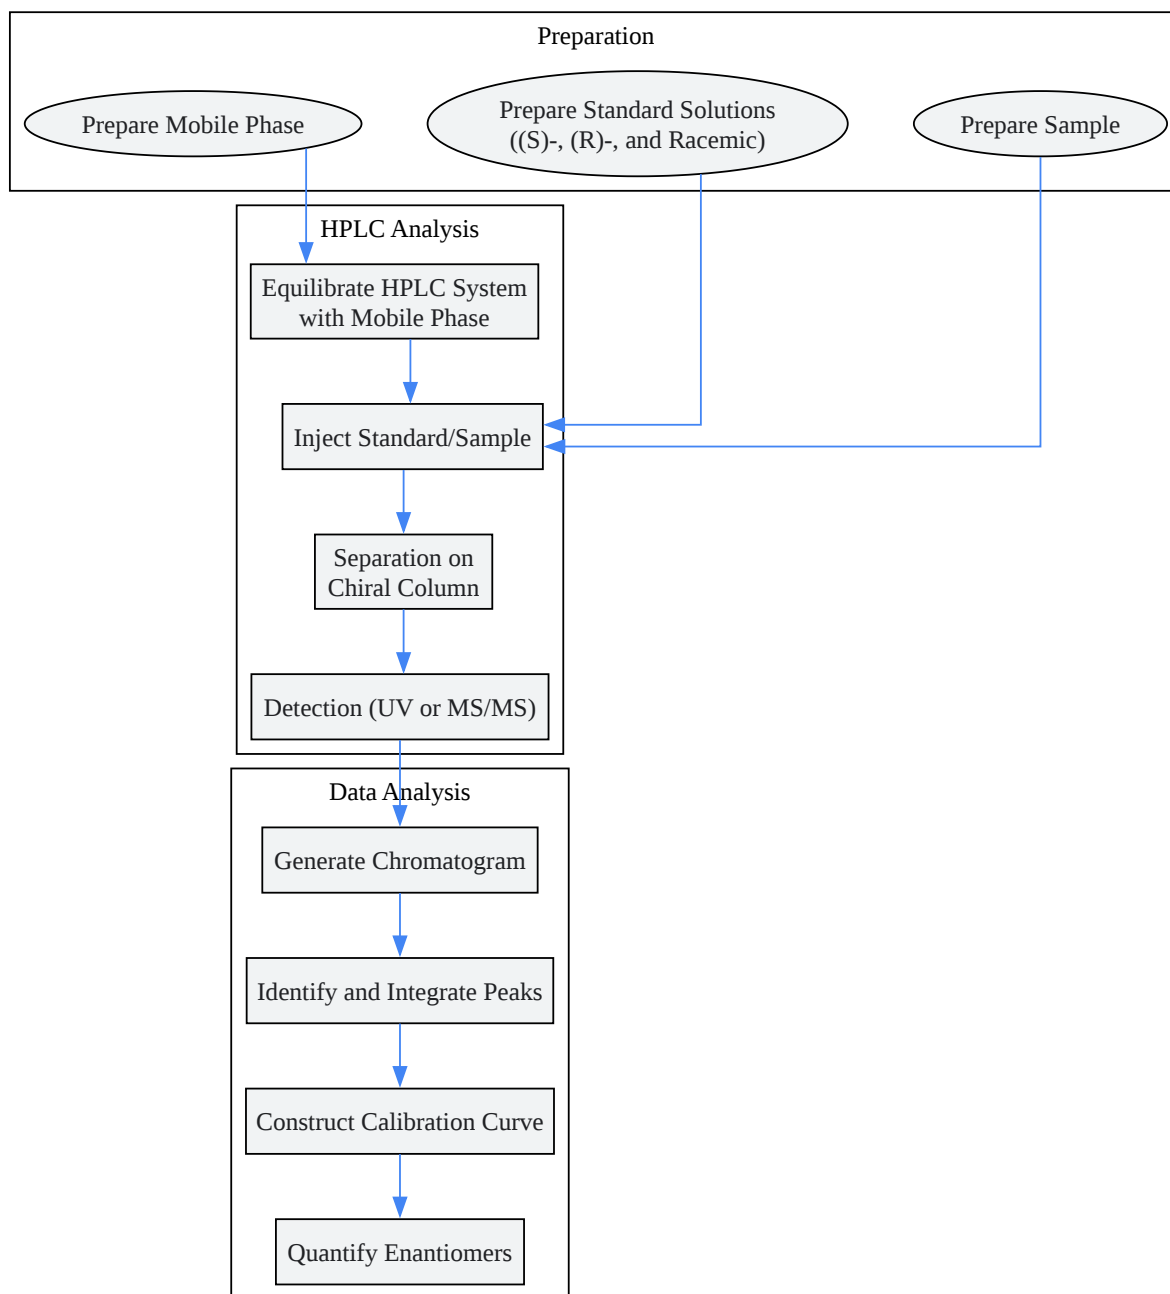 Preparation
Prepare Mobile Phase
Prepare Standard Solutions
((S)-, (R)-, and Racemic)
Prepare Sample
HPLC Analysis
Equilibrate HPLC System
with Mobile Phase
Inject Standard/Sample
Separation on
Chiral Column
Detection (UV or MS/MS)
Data Analysis
Generate Chromatogram
Identify and Integrate Peaks
Construct Calibration Curve
Quantify Enantiomers